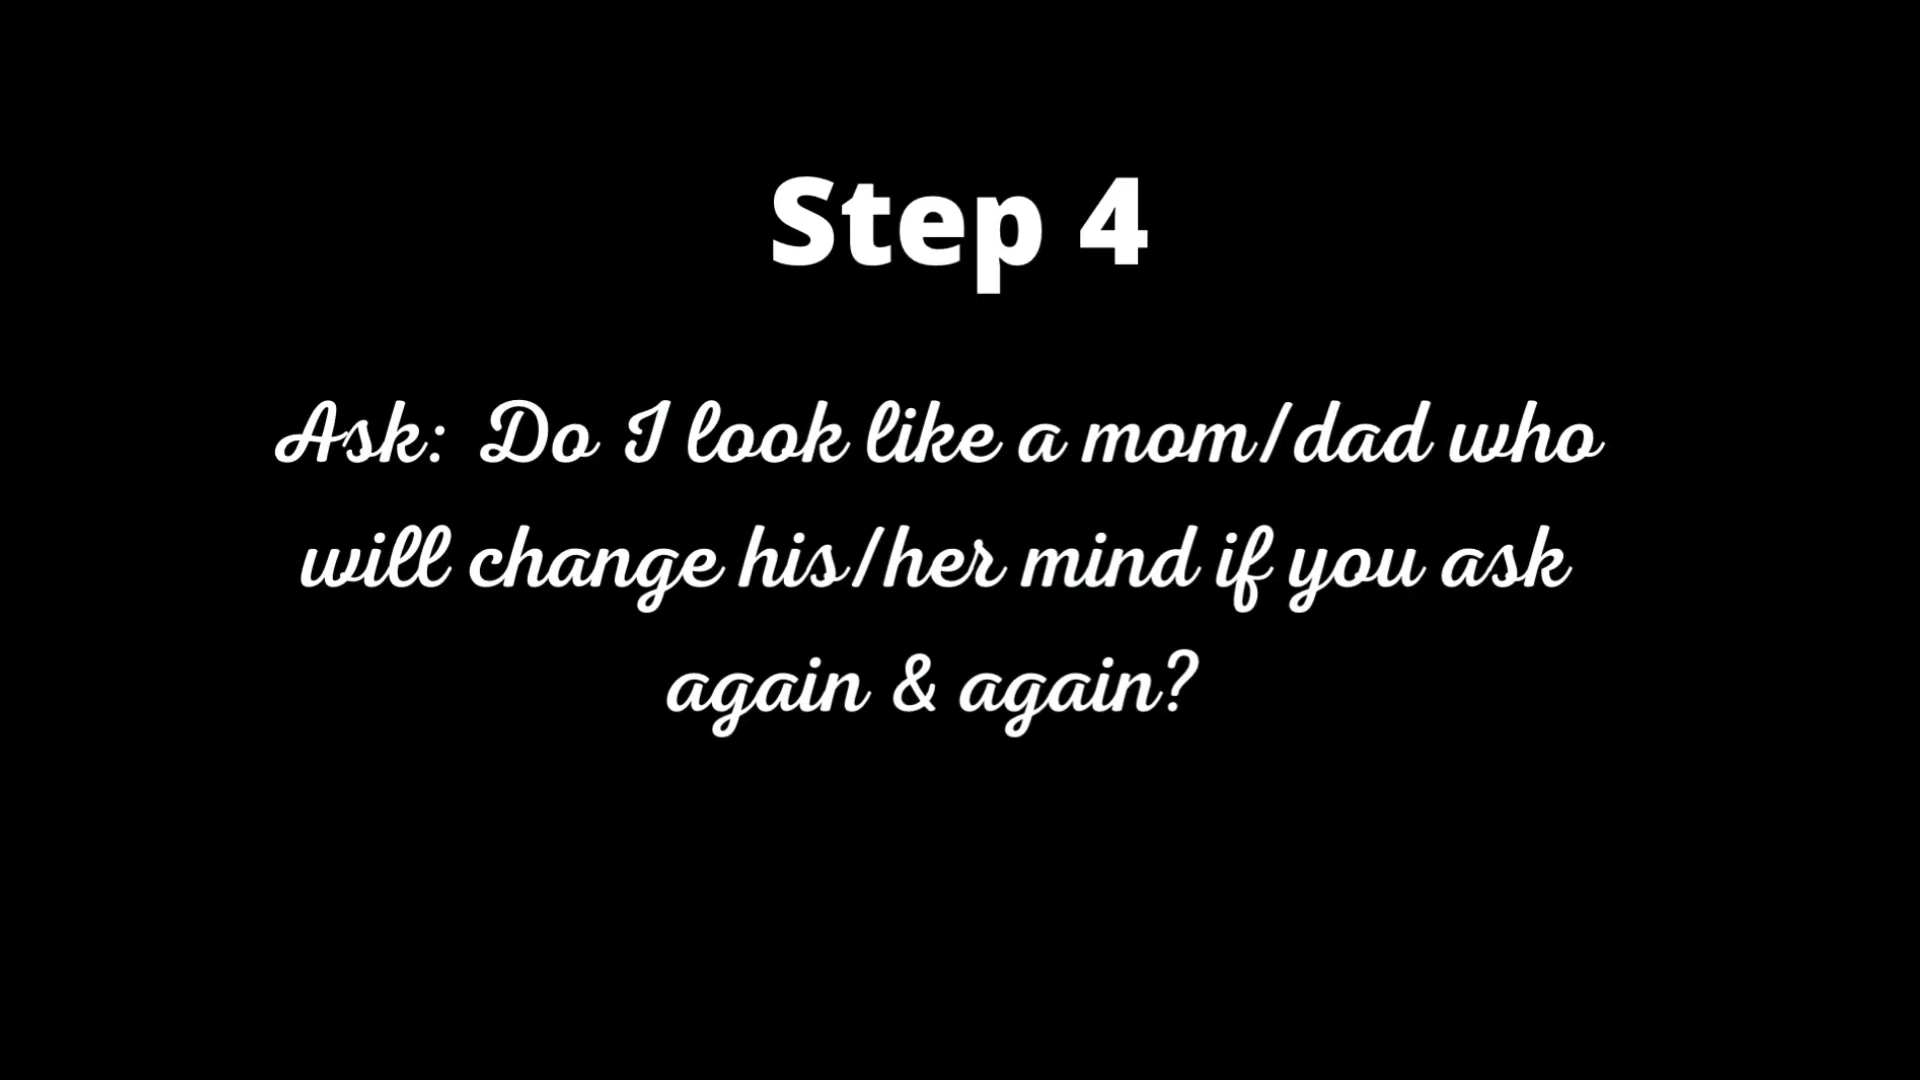 Step 4
Ask: Do I look like a mom/dad who
will change his/her mind if you ask
again & again?